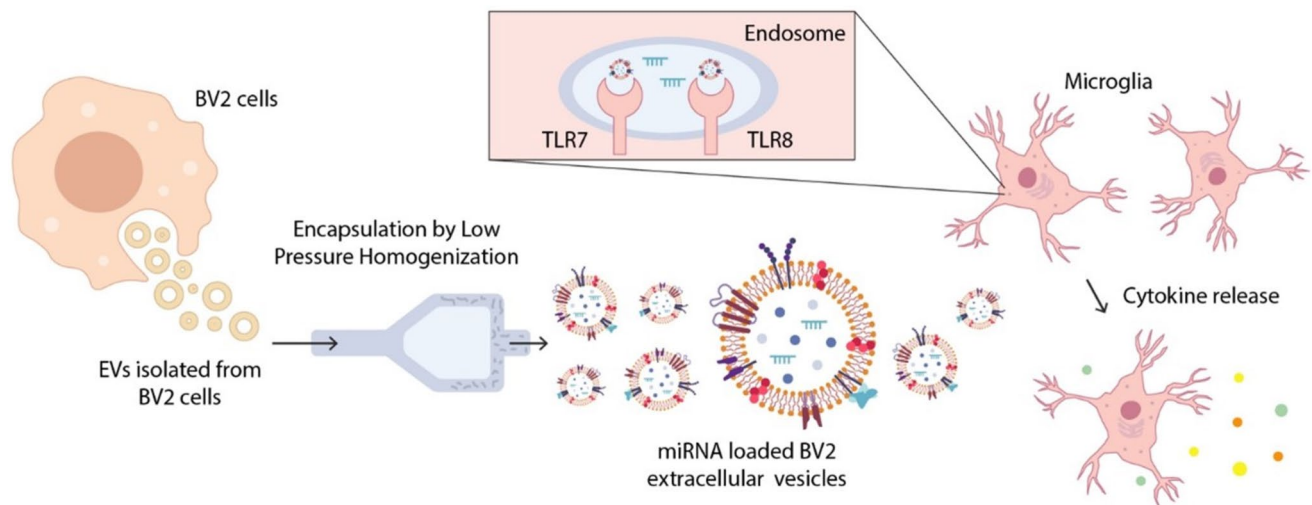 BV2 cells
EVs isolated from
BV2 cells
Encapsulation by Low
Pressure Homogenization
miRNA loaded BV2
extracellular vesicles
Endosome
TLR7
TLR8
Microglia
Cytokine release